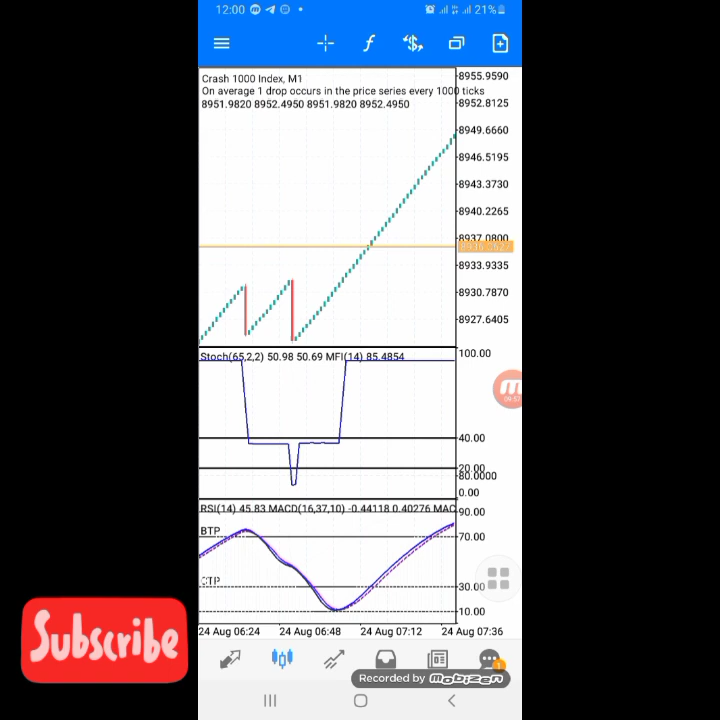 12:00
21%
Crash 1000 Index, M1
On average 1 drop occurs in the price series every 1000 ticks
8951.9820 8952.4950 8951.9820 8952.4950
8955.9590
8952.8125
8949.6660
8946.5195
8943.3730
8940.2265
8937.0800
8933.9335
8930.7870
8927.6405
Stoch(65,2,2) 50.98 50.69 MFI(14) 85.4854
100.00
40.00
20.00
80.0000
0.00
RSI(14) 45.83 MACD(16,37,10) -0.44118 0.40276 MAC
90.00
BTP
70.00
30.00
10.00
24 Aug 06:24 24 Aug 06:48 24 Aug 07:12 24 Aug 07:36
1
Recorded by mobizen
Subscribe